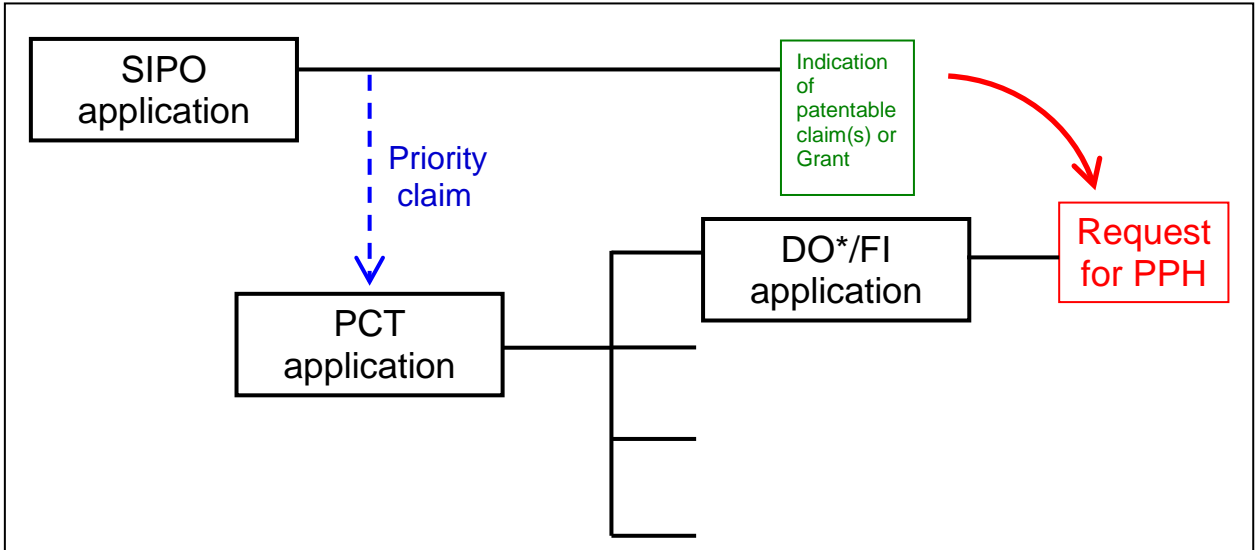 SIPO
application
Indication
of
patentable
claim(s) or
Grant
Priority
claim
DO*/FI
application
Request
for PPH
PCT
application